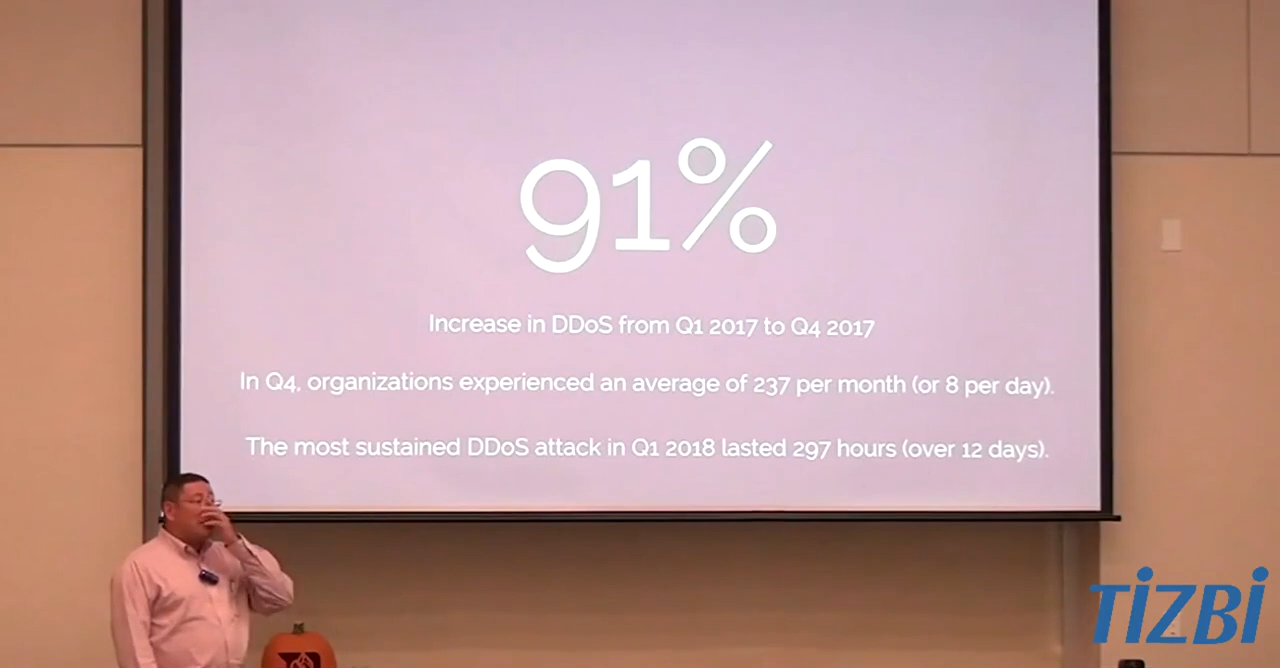 91%
Increase in DDoS from Q1 2017 to Q4 2017
In Q4, organizations experienced an average of 237 per month (or 8 per day).
The most sustained DDoS attack in Q1 2018 lasted 297 hours (over 12 days).
TİZBİ